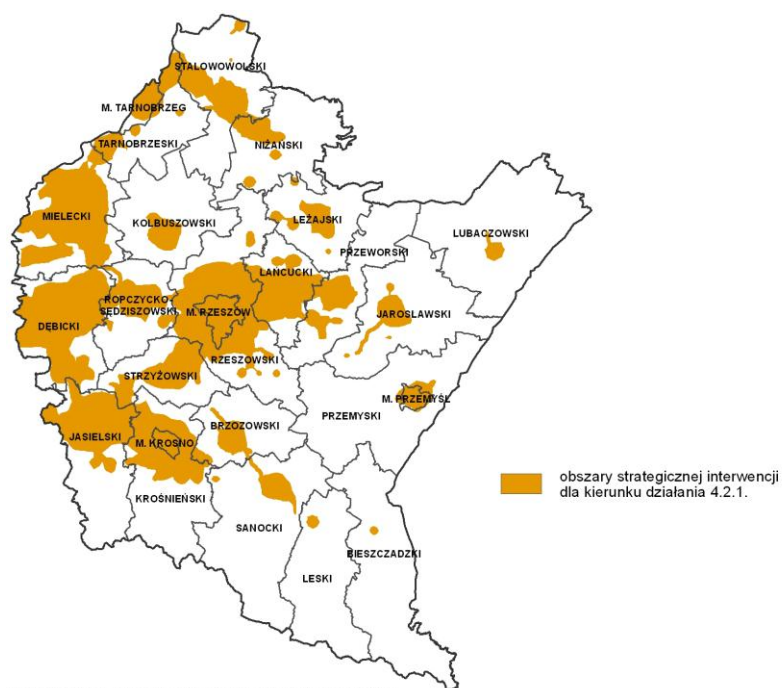 STALOWOWOLSKI
M. TARNOBRZEG
TARNOBRZESKI
NIŻAŃSKI
MIELECKI
KOLBUSZOWSKI
LEŻAJSKI
LUBACZOWSKI
PRZEWORSKI
ŁAŃCUCKI
ROPCZYCKO
SĘDZISZOWSKI
M. RZESZÓW
JAROSŁAWSKI
DĘBICKI
RZESZOWSKI
STRZYŻOWSKI
M. PRZEMYŚL
PRZEMYSKI
BRZOZOWSKI
JASIELSKI
M. KROSNO
obszary strategicznej interwencji
dla kierunku działania 4.2.1.
KROŚNIEŃSKI
SANOCKI
BIESZCZADZKI
LESKI